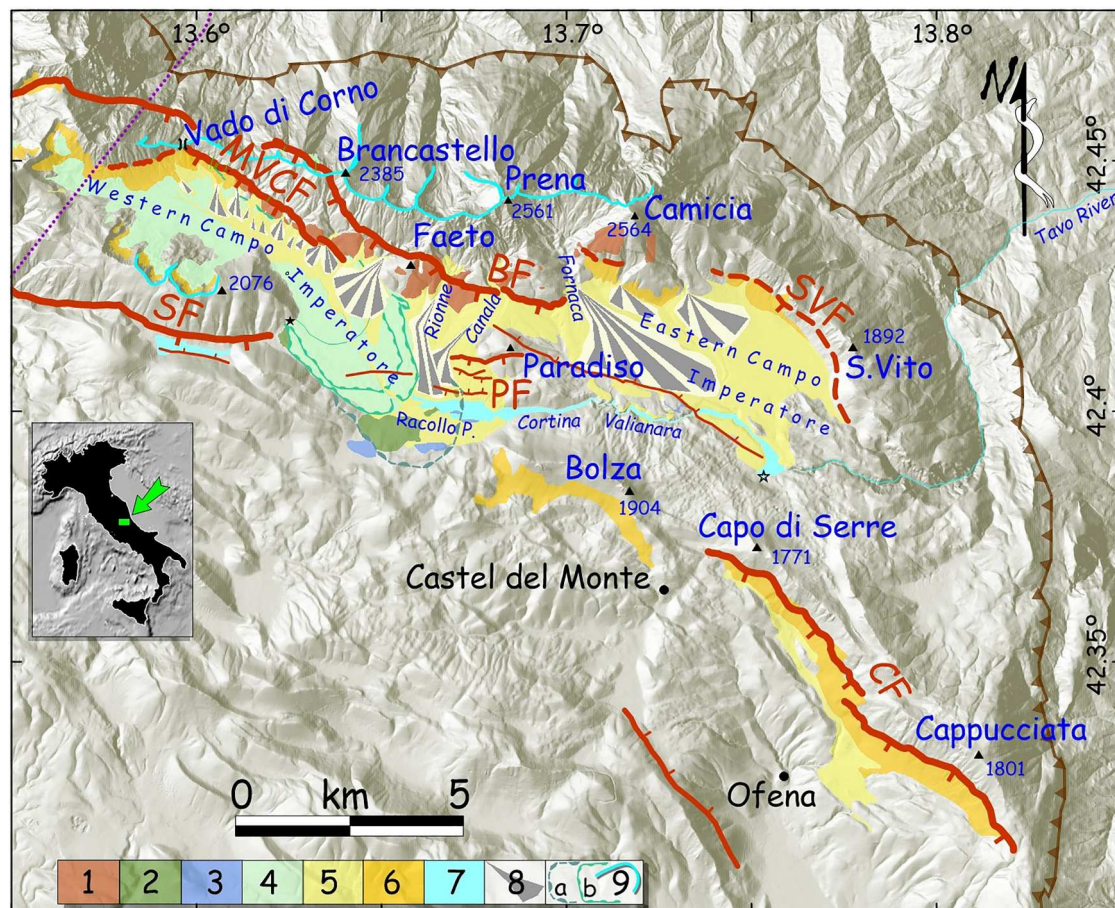 13.6°
13.7°
13.8°
N
Vado di Corno
MVCF
Brancastello
2385
Prena
2561
Camicia
2564
42.45°
Tavo River
Western Campo
Imperatore
Faeto
BF
Fornaca
2076
SF
Rionne
Canala
Eastern Campo
Imperatore
SVF
1892
S.Vito
Paradiso
PF
42.4°
Racollo P.
Cortina
Valianara
Bolza
1904
Capo di Serre
1771
Castel del Monte
42.35°
CF
Cappucciata
1801
Ofena
0 km 5
1 2 3 4 5 6 7 8 a b 9